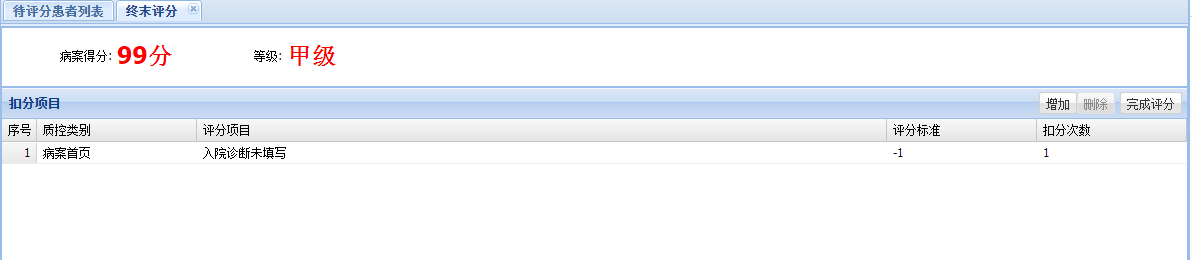 待评分患者列表 终末评分
病案得分: 99分 等级: 甲级
扣分项目 增加 删除 完成评分
序号 质控类别 评分项目 评分标准 扣分次数
1 病案首页 入院诊断未填写 -1 1